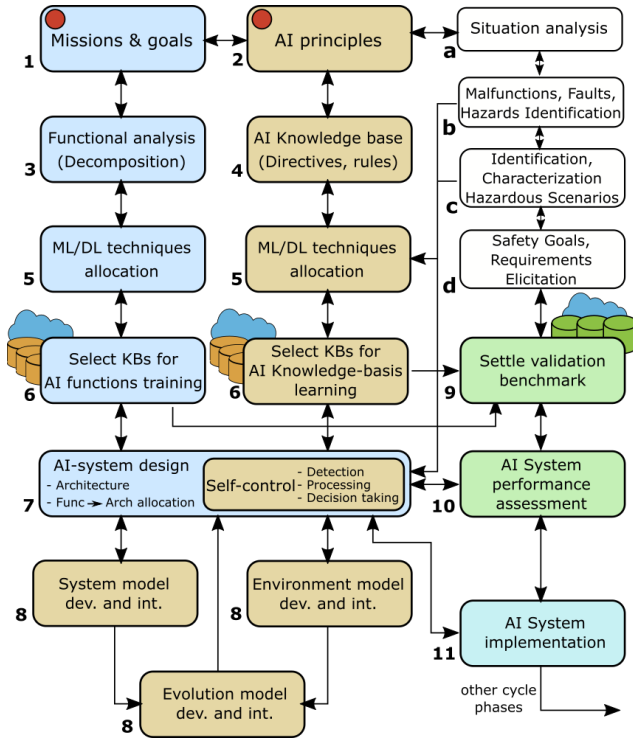 Missions & goals
1
AI principles
2
Situation analysis
a
Malfunctions, Faults,
Hazards Identification
b
Functional analysis
(Decomposition)
3
AI Knowledge base
(Directives, rules)
4
Identification,
Characterization
Hazardous Scenarios
c
ML/DL techniques
allocation
5
ML/DL techniques
allocation
5
Safety Goals,
Requirements
Elicitation
d
Select KBs for
AI functions training
6
Select KBs for
AI Knowledge-basis
learning
6
Settle validation
benchmark
9
AI-system design
- Architecture
- Func → Arch allocation
7
Self-control
- Detection
- Processing
- Decision taking
AI System
performance
assessment
10
System model
dev. and int.
8
Environment model
dev. and int.
8
AI System
implementation
11
Evolution model
dev. and int.
8
other cycle
phases